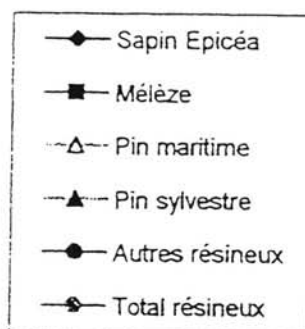 Sapin Epicéa
Mélèze
Pin maritime
Pin sylvestre
Autres résineux
Total résineux